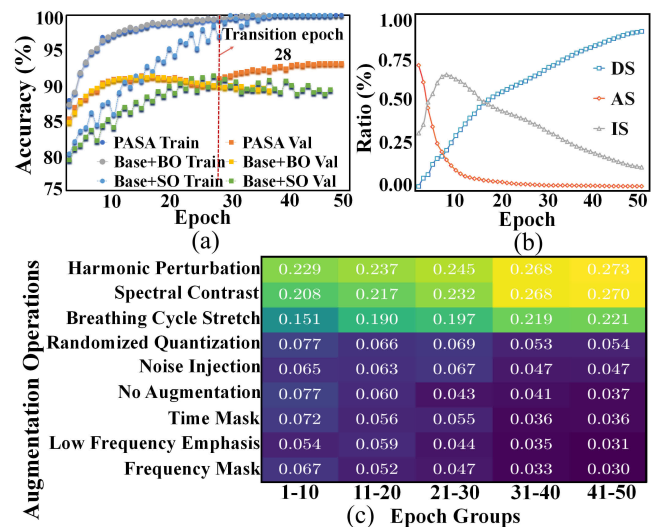 100
95
90
85
80
75
Accuracy (%)
Transition epoch
28
PASA Train
PASA Val
Base+BO Train
Base+BO Val
Base+SO Train
Base+SO Val
10 20 30 40 50
Epoch
(a)
1.00
0.75
0.50
0.25
0.00
Ratio (%)
DS
AS
IS
10 20 30 40 50
Epoch
(b)
Augmentation Operations
Harmonic Perturbation 0.229 0.237 0.245 0.268 0.273
Spectral Contrast 0.208 0.217 0.232 0.268 0.270
Breathing Cycle Stretch 0.151 0.190 0.197 0.219 0.221
Randomized Quantization 0.077 0.066 0.069 0.053 0.054
Noise Injection 0.065 0.063 0.067 0.047 0.047
No Augmentation 0.077 0.060 0.043 0.041 0.037
Time Mask 0.072 0.056 0.055 0.036 0.036
Low Frequency Emphasis 0.054 0.059 0.044 0.035 0.031
Frequency Mask 0.067 0.052 0.047 0.033 0.030
1-10 11-20 21-30 31-40 41-50
(c) Epoch Groups